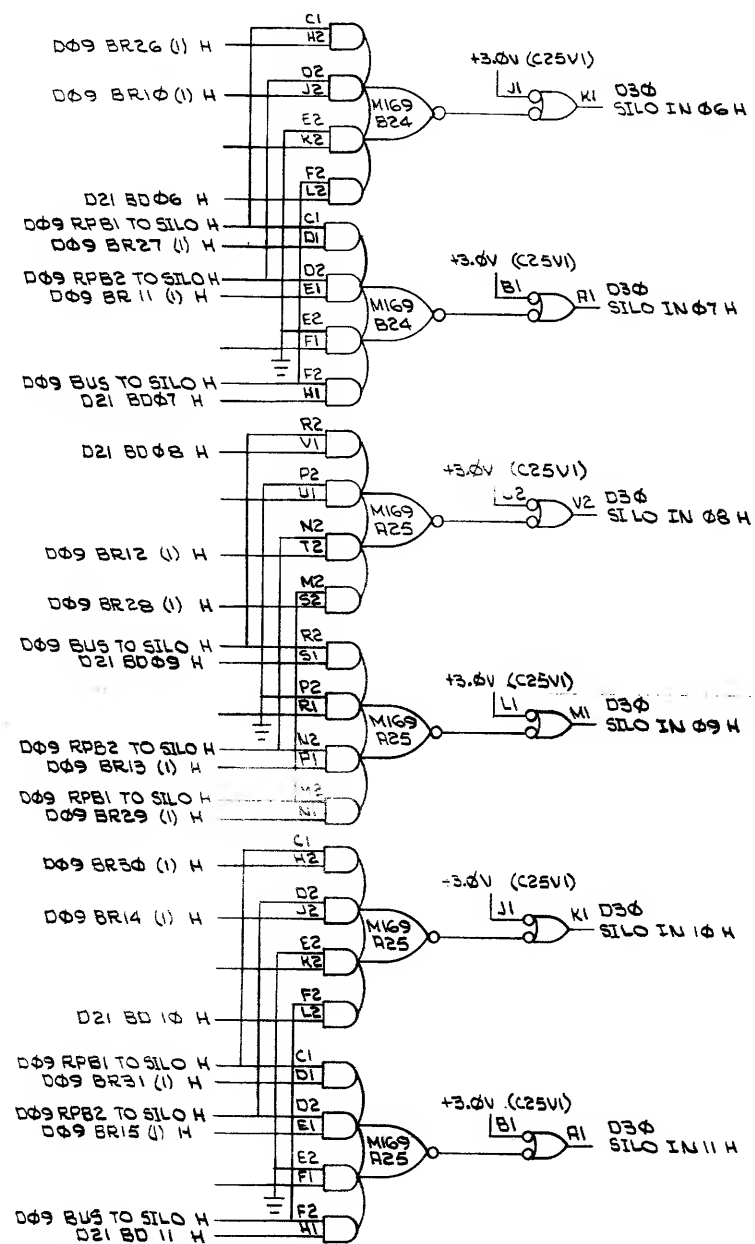 C1
DØ9 BR26 (1) H H2
+3.0V (C25V1)
D2 J1 K1 D3Ø
DØ9 BR1Ø (1) H J2 M169 SILO IN Ø6 H
B24
E2
K2
F2
D21 BDØ6 H L2
DØ9 RPB1 TO SILO H C1
DØ9 BR27 (1) H D1
+3.ØV (C25V1)
DØ9 RPB2 TO SILO H D2 B1 A1 D3Ø
DØ9 BR 11 (1) H E1 M169 SILO IN Ø7 H
B24
E2
F1
DØ9 BUS TO SILO H F2
D21 BDØ7 H H1
R2
D21 BDØ8 H V1
+3.ØV (C25V1)
P2 V2 D3Ø
U1 M169 SILO IN Ø8 H
A25
N2
DØ9 BR12 (1) H T2
M2
DØ9 BR28 (1) H S2
DØ9 BUS TO SILO H R2
D21 BDØ9 H S1
+3.ØV (C25V1)
P2 L1 M1 D3Ø
R1 M169 SILO IN Ø9 H
A25
DØ9 RPB2 TO SILO H N2
DØ9 BR13 (1) H P1
DØ9 RPB1 TO SILO H M2
DØ9 BR29 (1) H N1
C1
DØ9 BR3Ø (1) H H2
+3.ØV (C25V1)
D2 J1 K1 D3Ø
DØ9 BR14 (1) H J2 M169 SILO IN 1Ø H
A25
E2
K2
F2
D21 BD 1Ø H L2
DØ9 RPB1 TO SILO H C1
DØ9 BR31 (1) H D1
+3.ØV (C25V1)
DØ9 RPB2 TO SILO H D2 B1 A1 D3Ø
DØ9 BR15 (1) H E1 M169 SILO IN 11 H
A25
E2
F1
DØ9 BUS TO SILO H F2
D21 BD 11 H H1